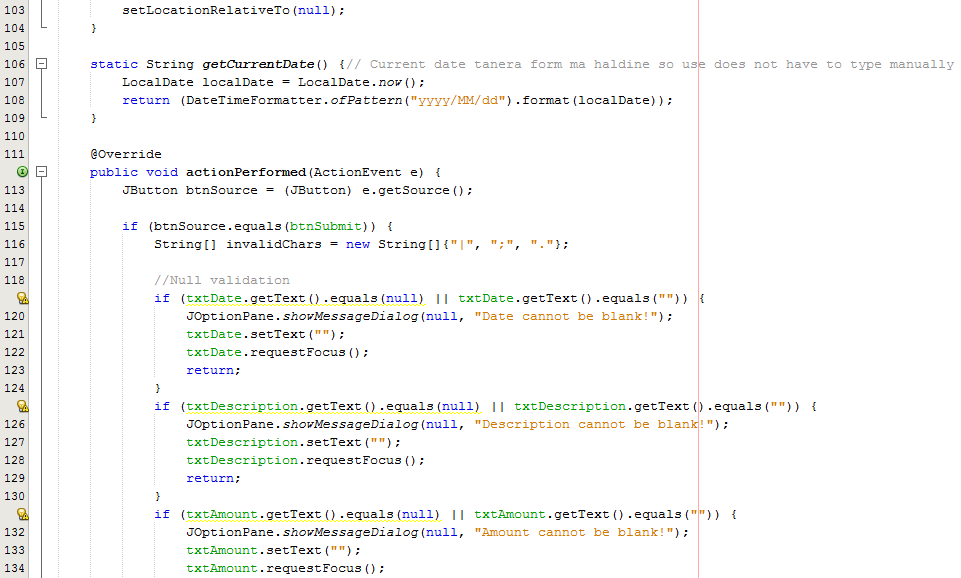 103 setLocationRelativeTo(null);
104 }
105
106 static String getCurrentDate() {// Current date tanera form ma haldine so use does not have to type manually
107 LocalDate localDate = LocalDate.now();
108 return (DateTimeFormatter.ofPattern("yyyy/MM/dd").format(localDate));
109 }
110
111 @Override
public void actionPerformed(ActionEvent e) {
113 JButton btnSource = (JButton) e.getSource();
114
115 if (btnSource.equals(btnSubmit)) {
116 String[] invalidChars = new String[]{"|", ";", "."};
117
118 //Null validation
if (txtDate.getText().equals(null) || txtDate.getText().equals("")) {
120 JOptionPane.showMessageDialog(null, "Date cannot be blank!");
121 txtDate.setText("");
122 txtDate.requestFocus();
123 return;
124 }
if (txtDescription.getText().equals(null) || txtDescription.getText().equals("")) {
126 JOptionPane.showMessageDialog(null, "Description cannot be blank!");
127 txtDescription.setText("");
128 txtDescription.requestFocus();
129 return;
130 }
if (txtAmount.getText().equals(null) || txtAmount.getText().equals("")) {
132 JOptionPane.showMessageDialog(null, "Amount cannot be blank!");
133 txtAmount.setText("");
134 txtAmount.requestFocus();